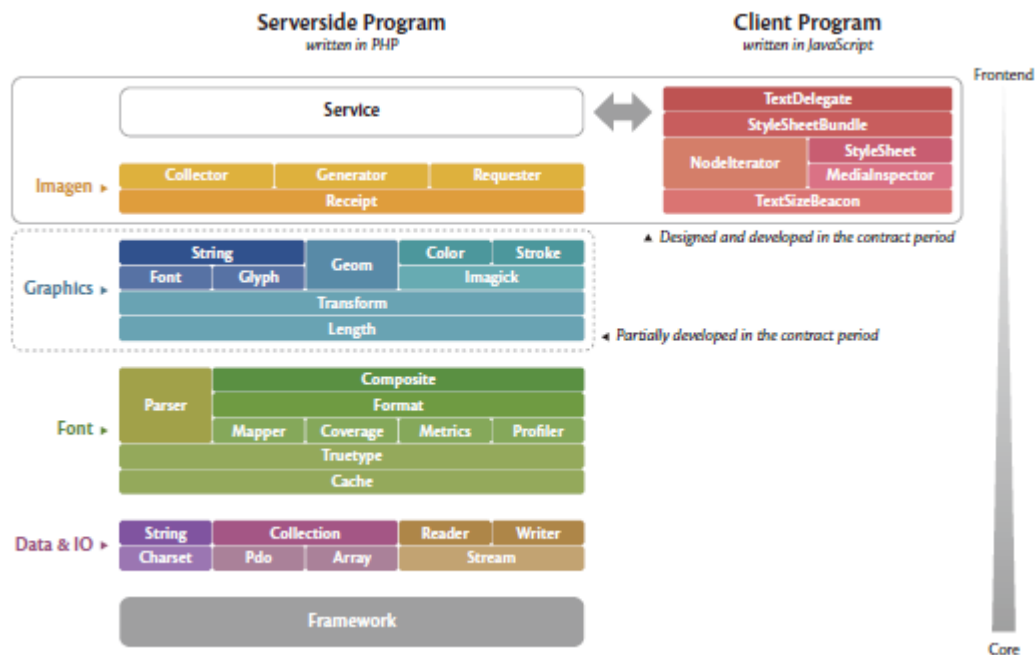 Serverside Program
written in PHP
Client Program
written in JavaScript
Frontend
Service
TextDelegate
StyleSheetBundle
NodeIterator
StyleSheet
MediaInspector
TextSizeBeacon
Imagen ▸
Collector Generator Requester
Receipt
▲ Designed and developed in the contract period
Graphics ▸
String Geom Color Stroke
Font Glyph Imagick
Transform
Length
◂ Partially developed in the contract period
Font ▸
Parser
Composite
Format
Mapper Coverage Metrics Profiler
Truetype
Cache
Data & IO ▸
String Collection Reader Writer
Charset Pdo Array Stream
Framework
Core